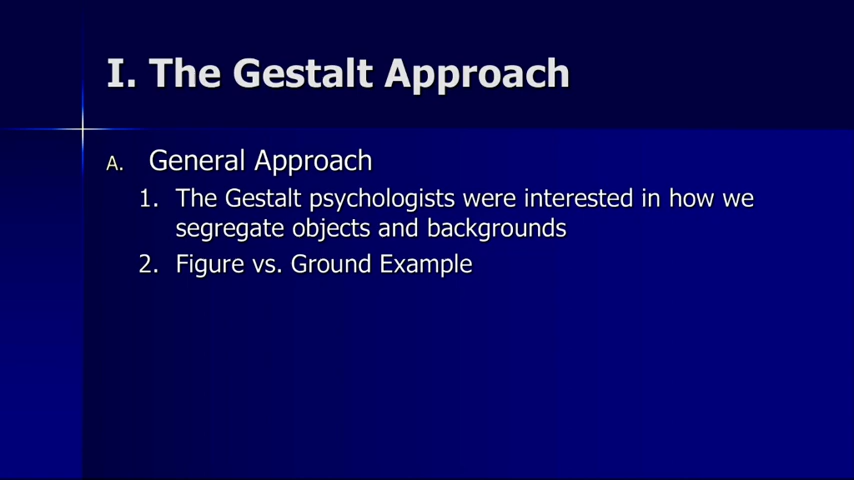 I. The Gestalt Approach
A. General Approach
1. The Gestalt psychologists were interested in how we
segregate objects and backgrounds
2. Figure vs. Ground Example